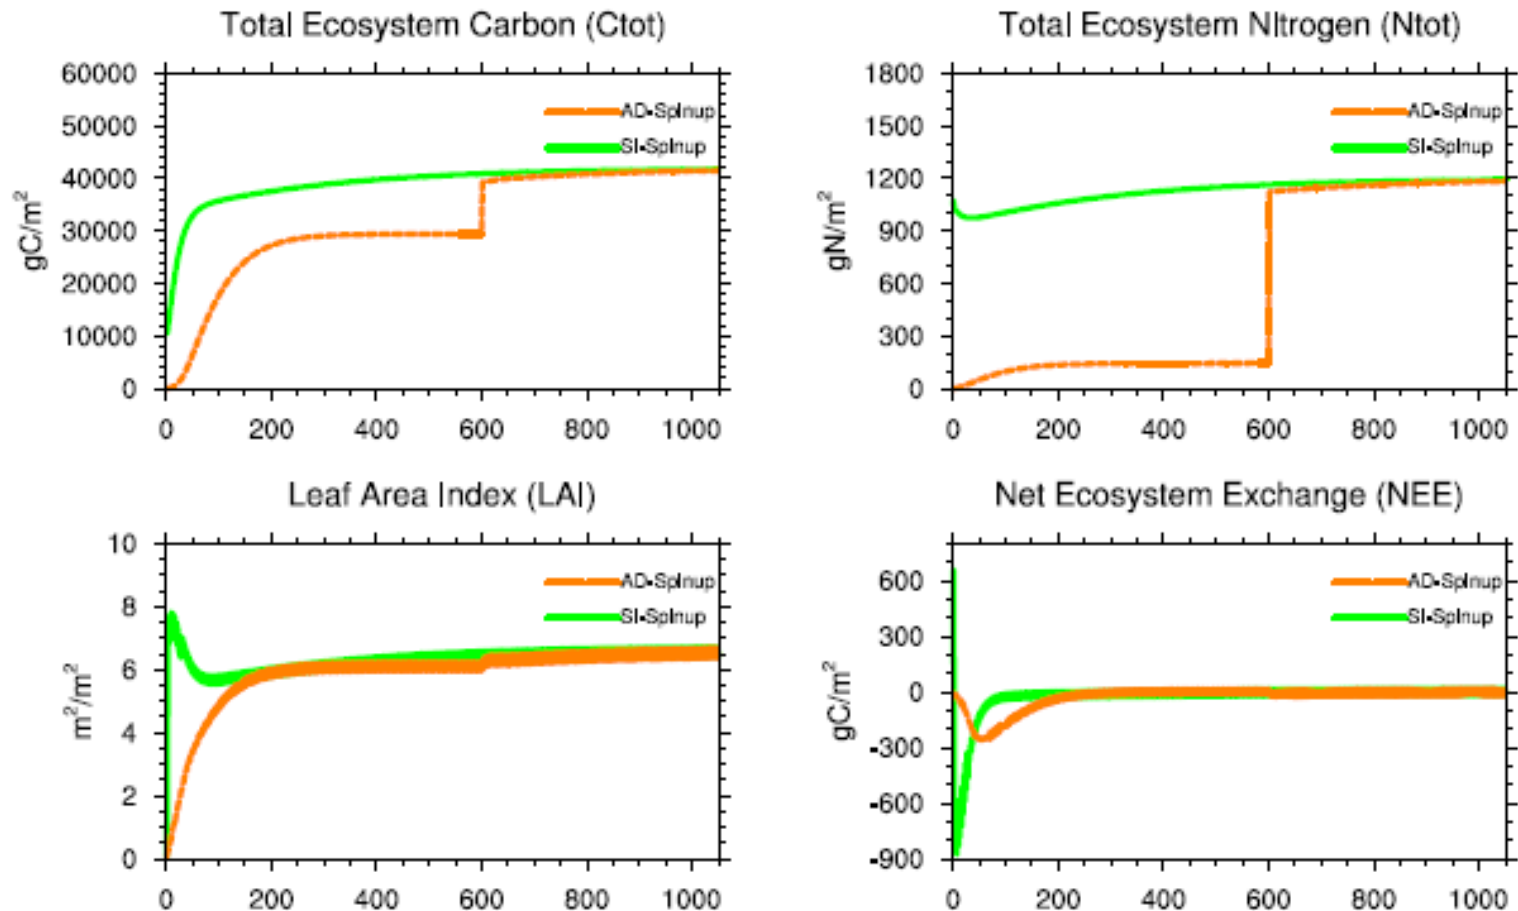 Total Ecosystem Carbon (Ctot)
60000
50000
40000
30000
20000
10000
0
gC/m²
AD-SpInup
SI-SpInup
0 200 400 600 800 1000
Total Ecosystem NItrogen (Ntot)
1800
1500
1200
900
600
300
0
gN/m²
AD-SpInup
SI-SpInup
0 200 400 600 800 1000
Leaf Area Index (LAI)
10
8
6
4
2
0
m²/m²
AD-SpInup
SI-SpInup
0 200 400 600 800 1000
Net Ecosystem Exchange (NEE)
600
300
0
-300
-600
-900
gC/m²
AD-SpInup
SI-SpInup
0 200 400 600 800 1000